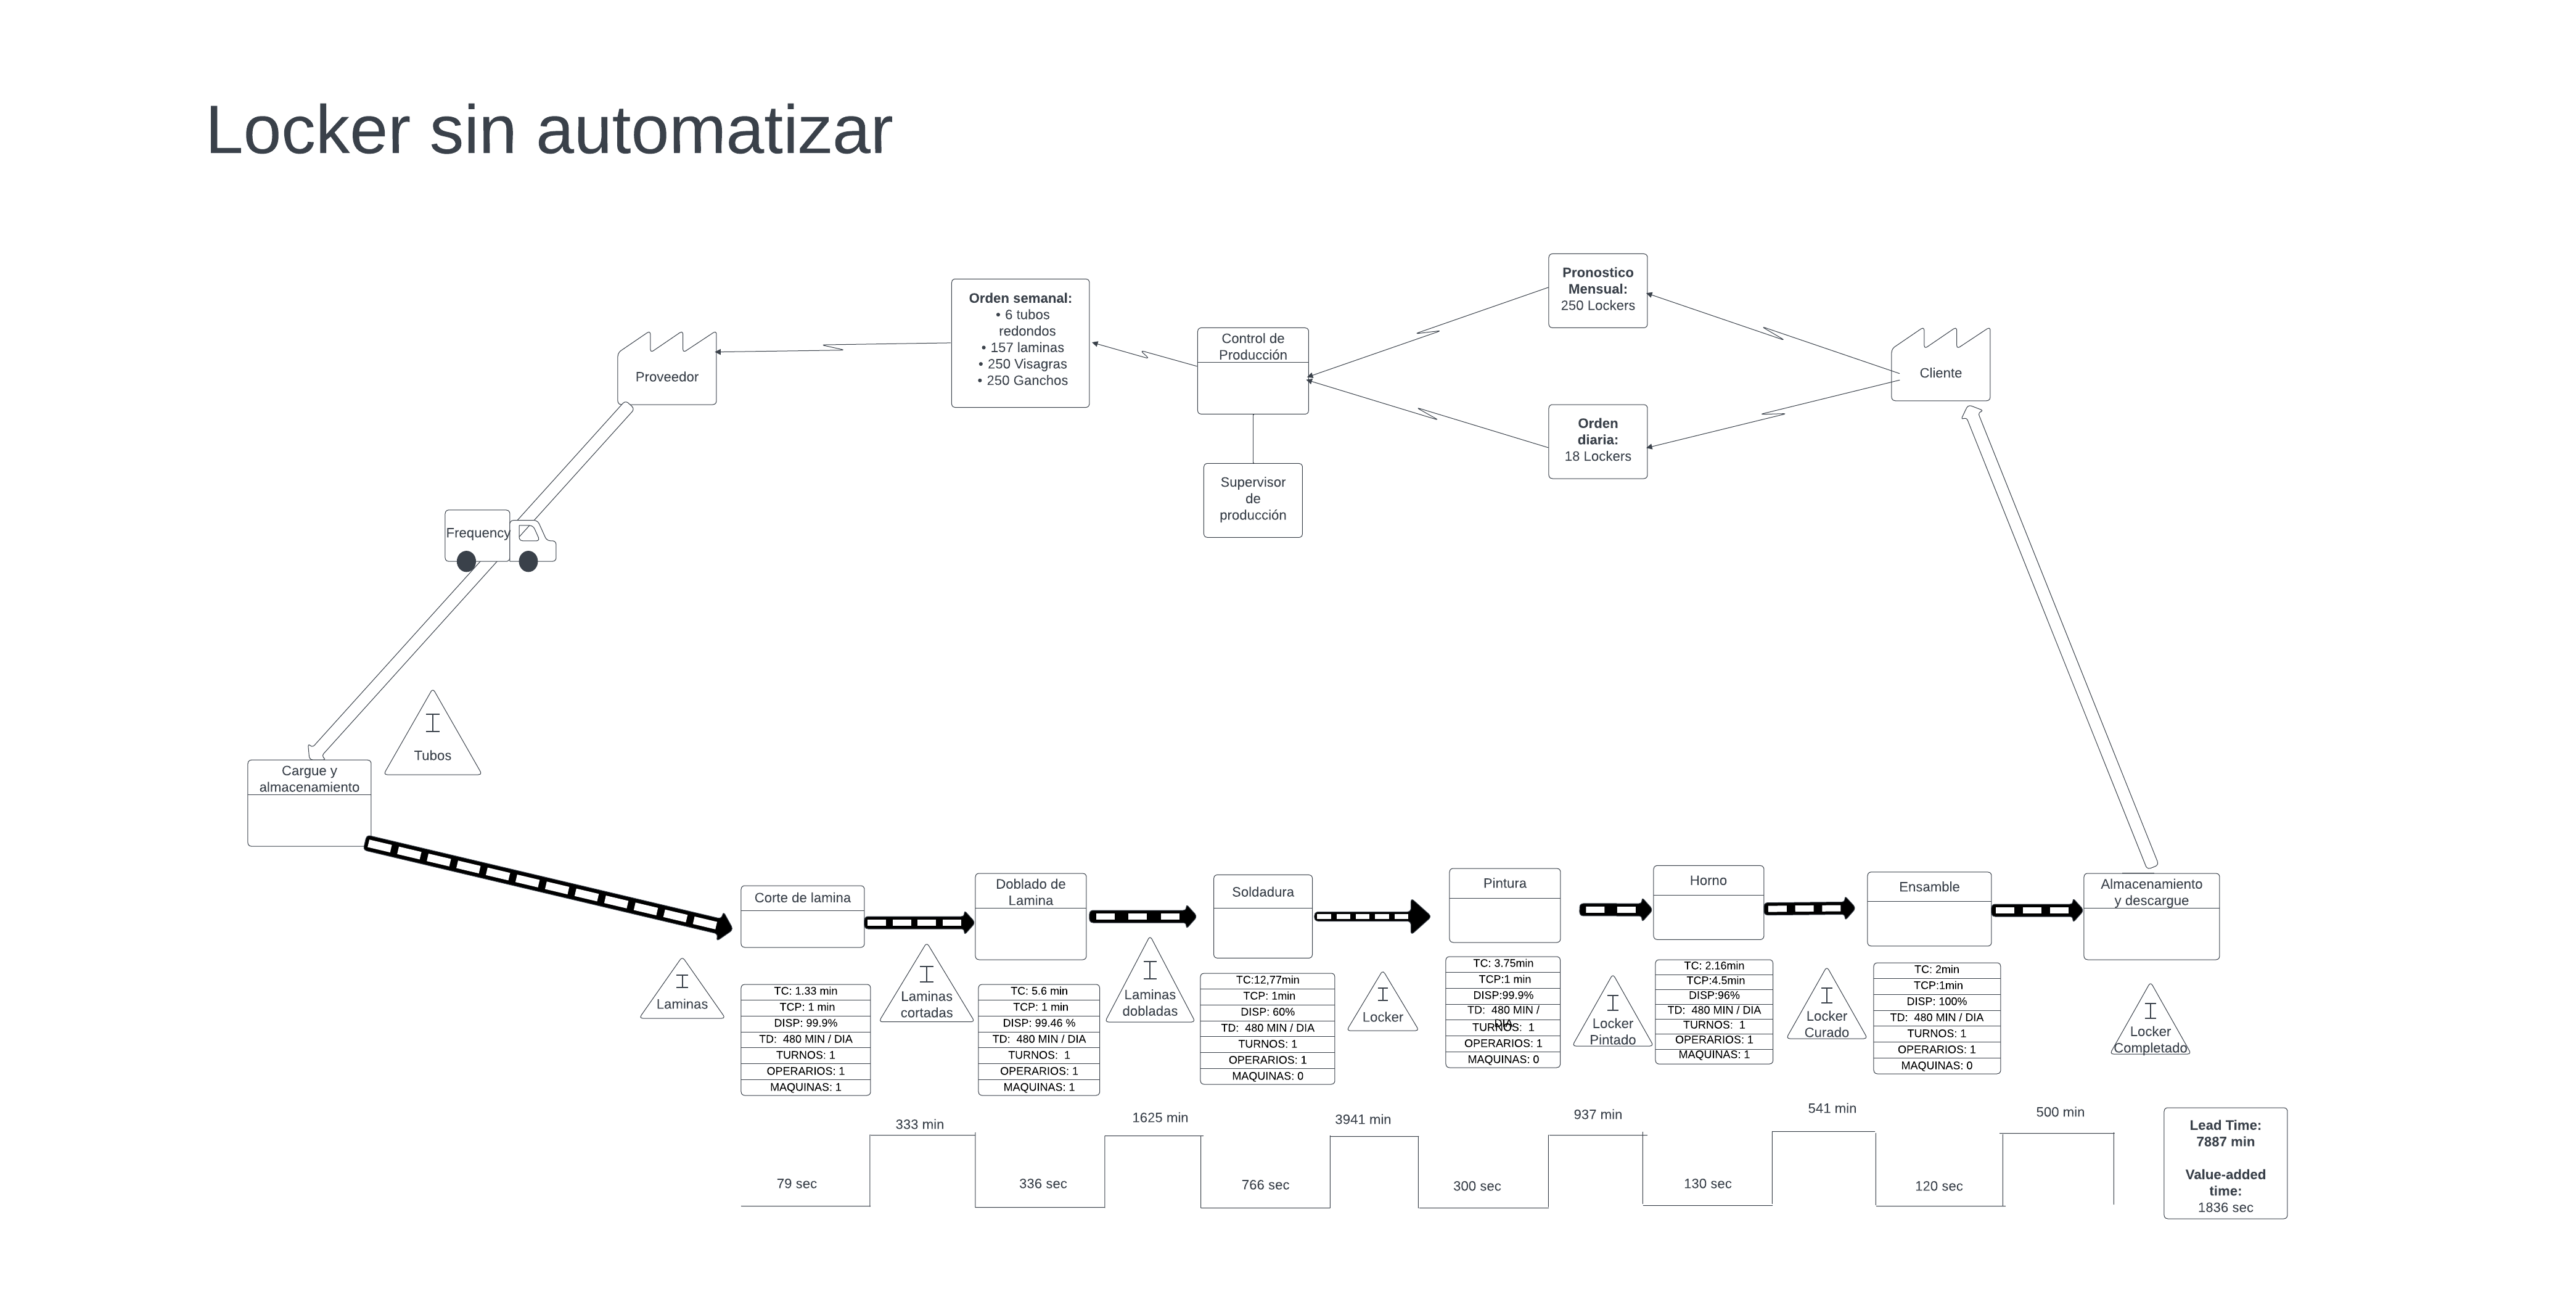 Locker sin automatizar
Pronostico
Mensual:
250 Lockers
Orden semanal:
• 6 tubos
redondos
• 157 laminas
• 250 Visagras
• 250 Ganchos
Control de
Producción
Proveedor
Cliente
Orden
diaria:
18 Lockers
Supervisor
de
producción
Frequency
I
Tubos
Cargue y
almacenamiento
Corte de lamina
Doblado de
Lamina
Soldadura
Pintura
Horno
Ensamble
Almacenamiento
y descargue
I
Laminas
TC: 1.33 min
TCP: 1 min
DISP: 99.9%
TD: 480 MIN / DIA
TURNOS: 1
OPERARIOS: 1
MAQUINAS: 1
I
Laminas
cortadas
TC: 5.6 min
TCP: 1 min
DISP: 99.46 %
TD: 480 MIN / DIA
TURNOS: 1
OPERARIOS: 1
MAQUINAS: 1
I
Laminas
dobladas
TC:12,77min
TCP: 1min
DISP: 60%
TD: 480 MIN / DIA
TURNOS: 1
OPERARIOS: 1
MAQUINAS: 0
I
Locker
TC: 3.75min
TCP:1 min
DISP:99.9%
TD: 480 MIN /
DIA
TURNOS: 1
OPERARIOS: 1
MAQUINAS: 0
I
Locker
Pintado
TC: 2.16min
TCP:4.5min
DISP:96%
TD: 480 MIN / DIA
TURNOS: 1
OPERARIOS: 1
MAQUINAS: 1
I
Locker
Curado
TC: 2min
TCP:1min
DISP: 100%
TD: 480 MIN / DIA
TURNOS: 1
OPERARIOS: 1
MAQUINAS: 0
I
Locker
Completado
333 min
1625 min
3941 min
937 min
541 min
500 min
79 sec
336 sec
766 sec
300 sec
130 sec
120 sec
Lead Time:
7887 min
Value-added
time:
1836 sec